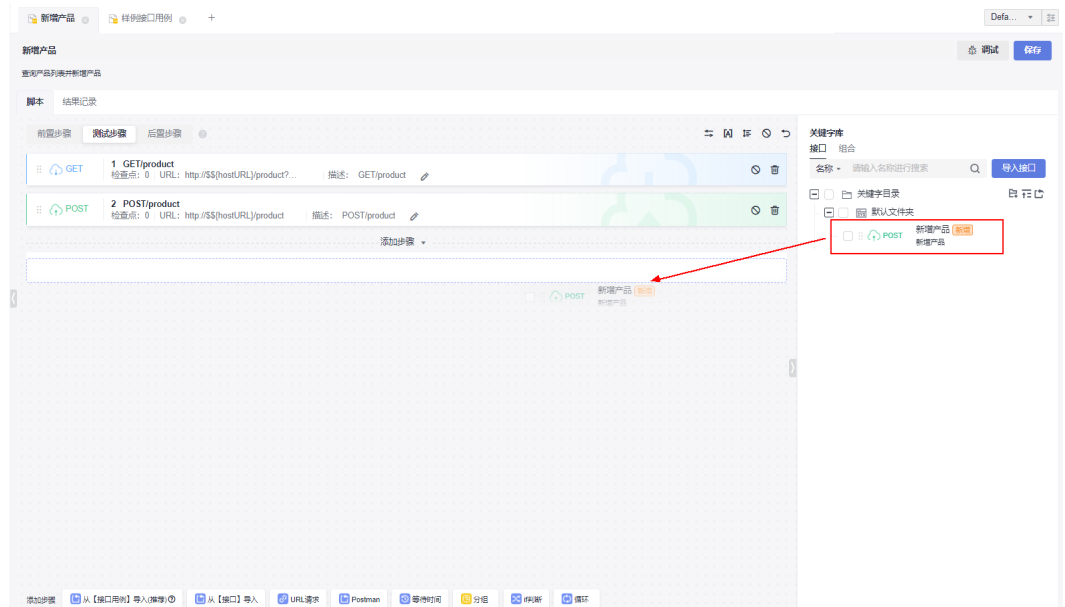 新增产品 样例接口用例 + Defa...
新增产品 调试 保存
查询产品列表并新增产品
脚本 结果记录
前置步骤 测试步骤 后置步骤
GET 1 GET/product
检查点: 0 URL: http://$${hostURL}/product?... 描述: GET/product
POST 2 POST/product
检查点: 0 URL: http://$${hostURL}/product 描述: POST/product
添加步骤
POST 新增产品 新增
新增产品
关键字库
接口 组合
名称 请输入名称进行搜索 导入接口
关键字目录
默认文件夹
POST 新增产品 新增
新增产品
添加步骤 从【接口用例】导入(推荐) 从【接口】导入 URL请求 Postman 等待时间 分组 if判断 循环